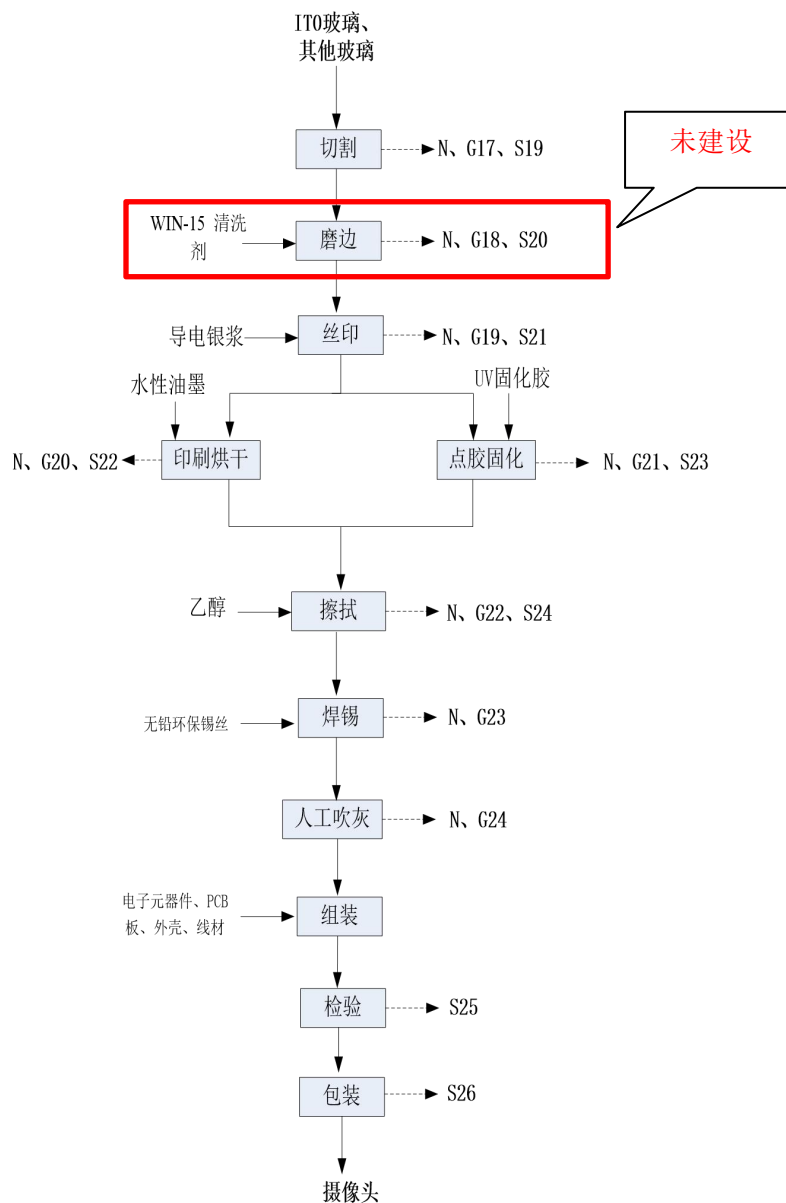 ITO玻璃、
其他玻璃
未建设
切割
N、G17、S19
WIN-15 清洗
剂
磨边
N、G18、S20
导电银浆
丝印
N、G19、S21
水性油墨
UV固化胶
N、G20、S22
印刷烘干
点胶固化
N、G21、S23
乙醇
擦拭
N、G22、S24
无铅环保锡丝
焊锡
N、G23
人工吹灰
N、G24
电子元器件、PCB
板、外壳、线材
组装
检验
S25
包装
S26
摄像头